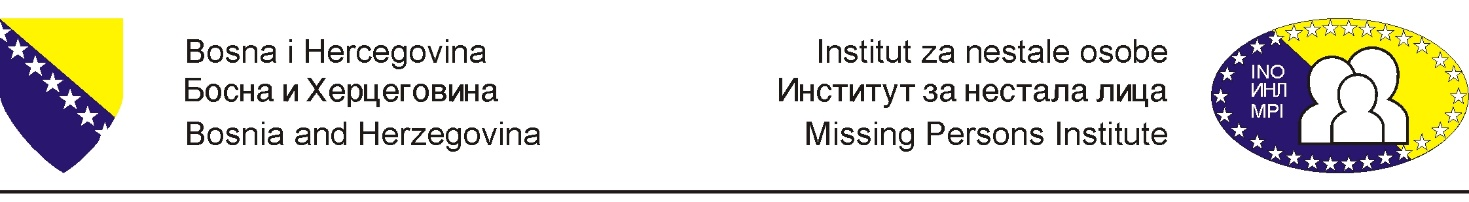 Bosna i Hercegovina
Босна и Херцеговина
Bosnia and Herzegovina
Institut za nestale osobe
Институт за нестала лица
Missing Persons Institute
INO
ИНЛ
MPI